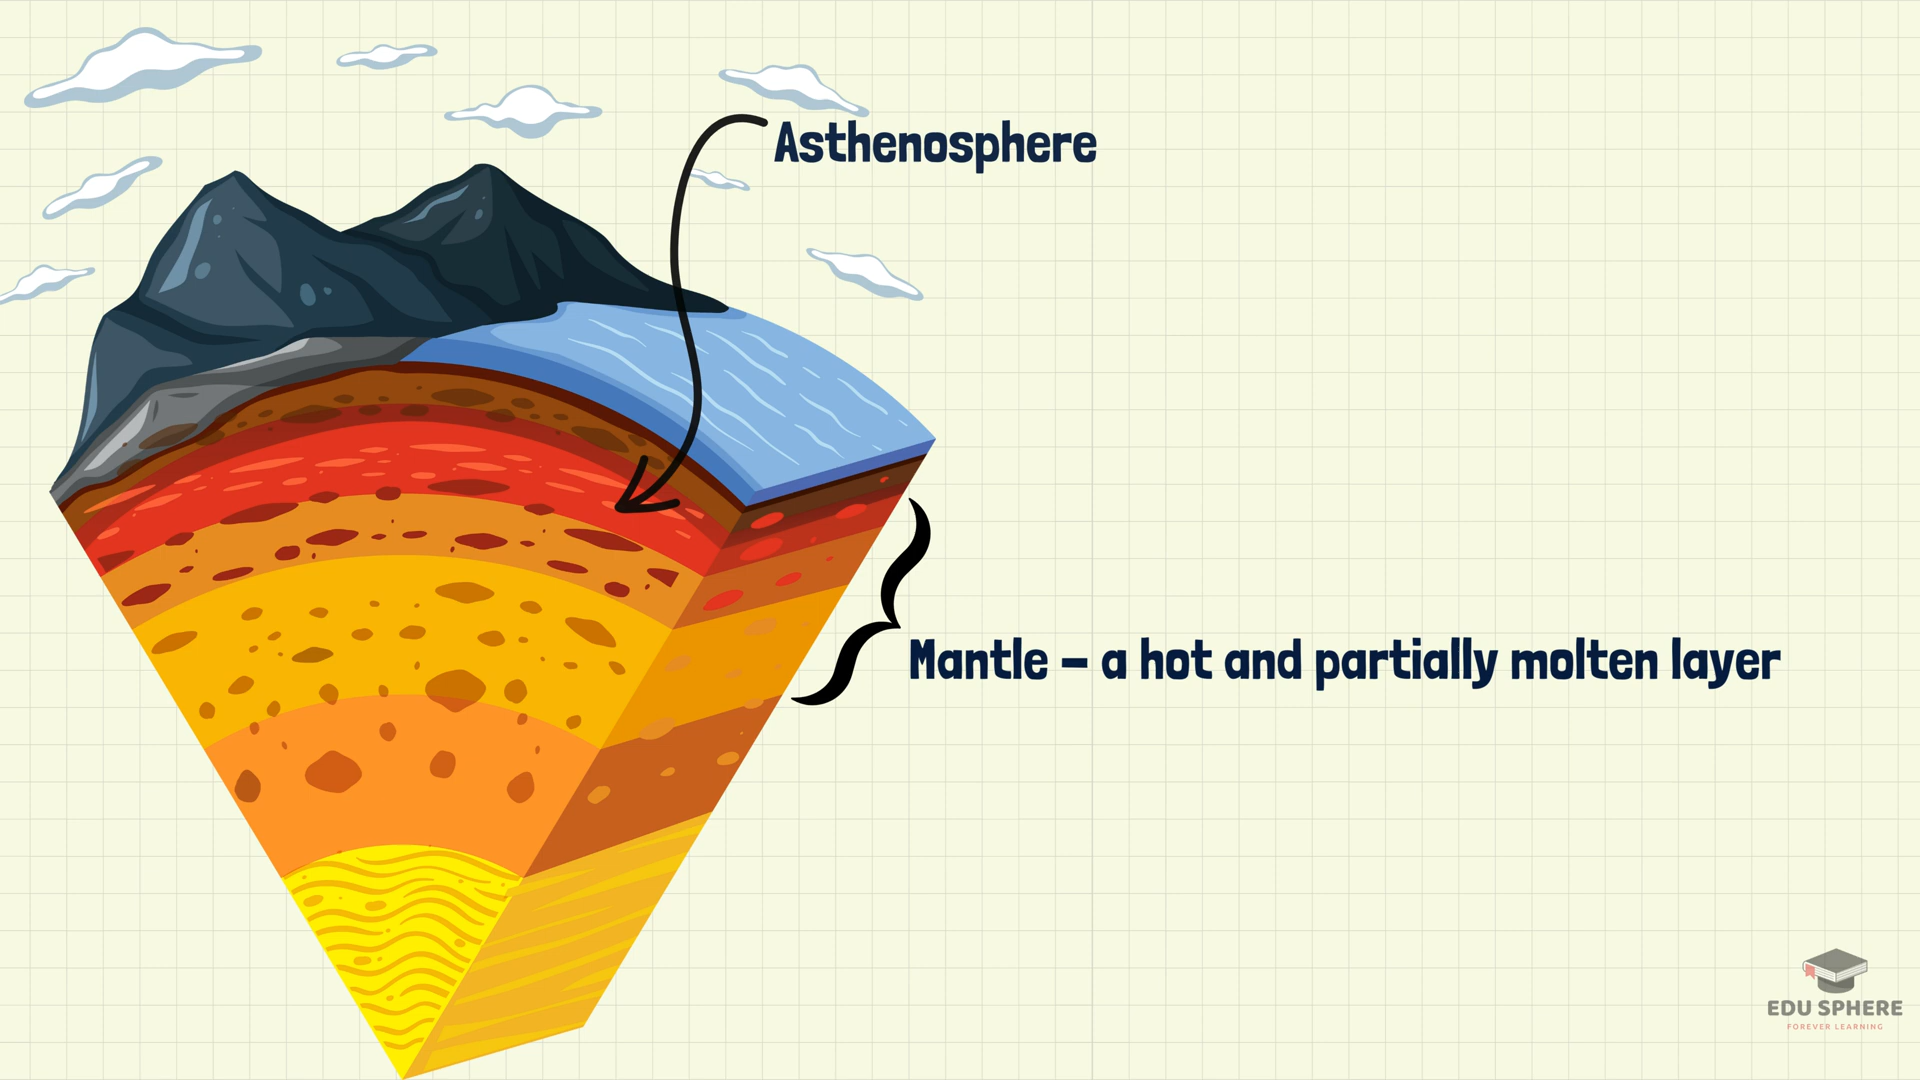 Asthenosphere
Mantle – a hot and partially molten layer
EDU SPHERE
FOREVER LEARNING